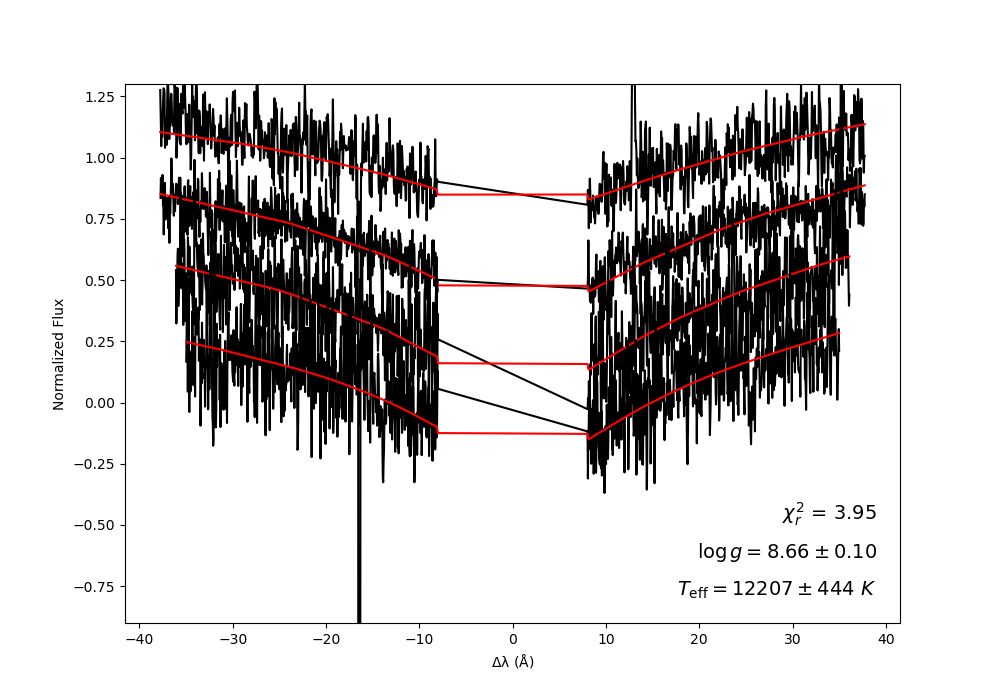 1.25
1.00
0.75
0.50
0.25
0.00
−0.25
−0.50
−0.75
Normalized Flux
χ²ᵣ = 3.95
log g = 8.66 ± 0.10
T_eff = 12207 ± 444 K
−40 −30 −20 −10 0 10 20 30 40
Δλ (Å)